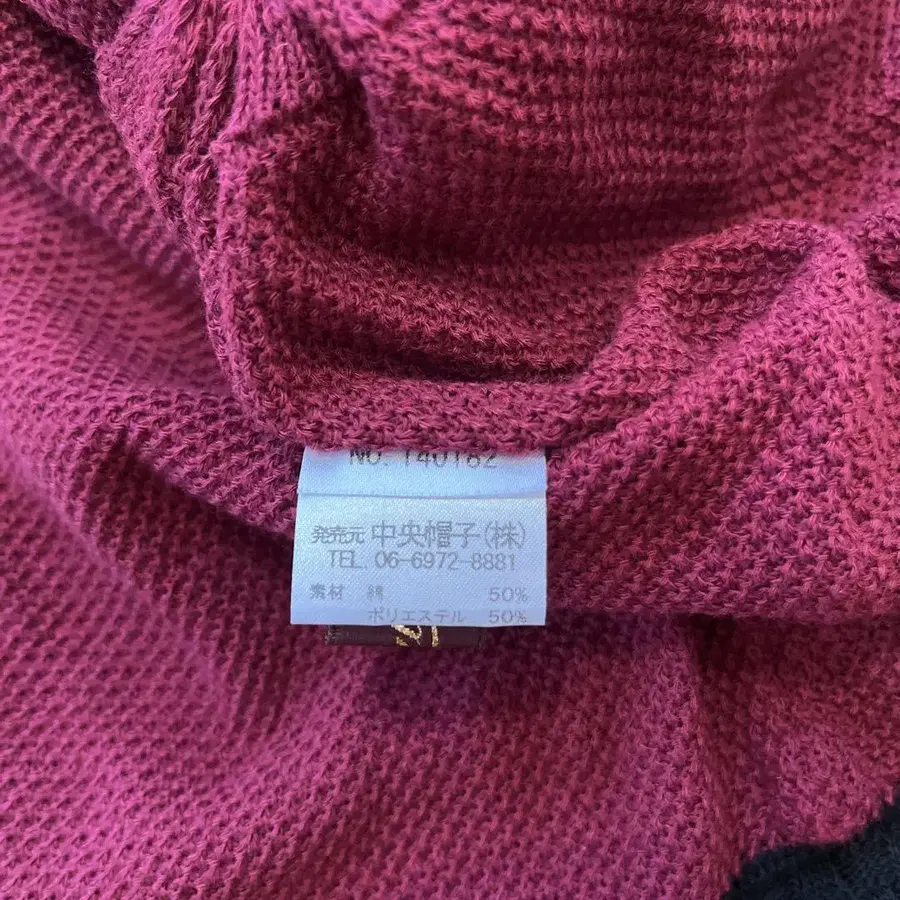 NO. 140182
発売元 中央帽子(株)
TEL. 06-6972-8881
素材 綿 50%
ポリエステル 50%